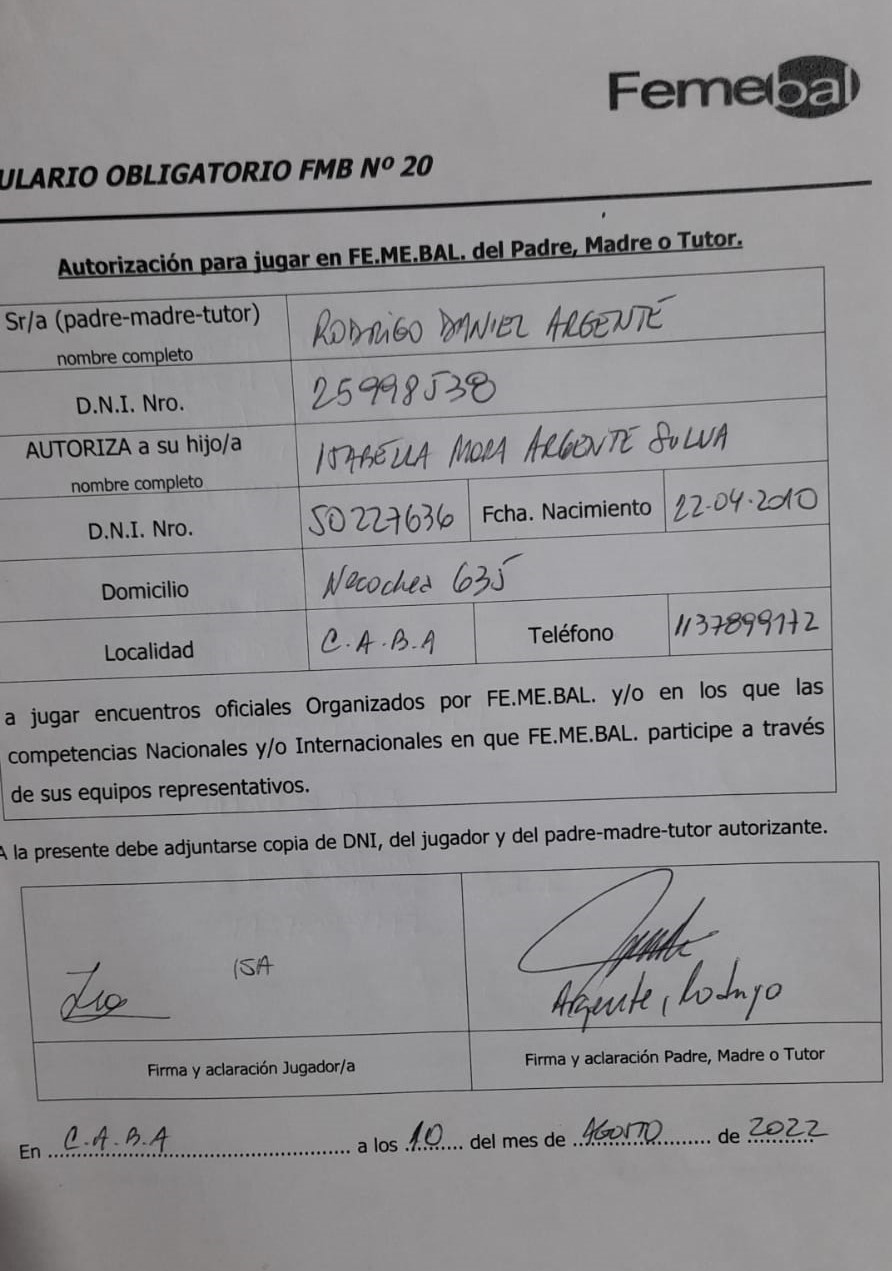 Femebal
ULARIO OBLIGATORIO FMB Nº 20
Autorización para jugar en FE.ME.BAL. del Padre, Madre o Tutor.
Sr/a (padre-madre-tutor) nombre completo RODRIGO DANIEL ARGENTE
D.N.I. Nro. 25998538
AUTORIZA a su hijo/a nombre completo ISABELLA MORA ARGENTE
D.N.I. Nro. 50227636 Fcha. Nacimiento 22-04-2010
Domicilio Necochea 635
Localidad C.A.B.A Teléfono 1137899172
a jugar encuentros oficiales Organizados por FE.ME.BAL. y/o en los que las
competencias Nacionales y/o Internacionales en que FE.ME.BAL. participe a través
de sus equipos representativos.
A la presente debe adjuntarse copia de DNI, del jugador y del padre-madre-tutor autorizante.
ISA
Argente, Rodrigo
Firma y aclaración Jugador/a Firma y aclaración Padre, Madre o Tutor
En C.A.B.A a los 10 del mes de AGOSTO de 2022